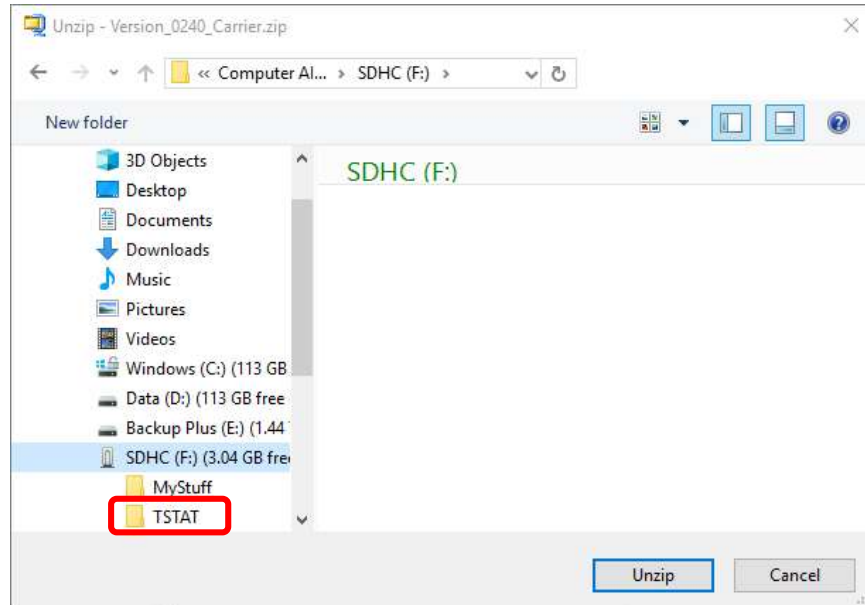 Unzip - Version_0240_Carrier.zip
« Computer Al... › SDHC (F:) ›
New folder
3D Objects
Desktop
Documents
Downloads
Music
Pictures
Videos
Windows (C:) (113 GB
Data (D:) (113 GB free
Backup Plus (E:) (1.44
SDHC (F:) (3.04 GB fre
MyStuff
TSTAT
SDHC (F:)
Unzip
Cancel